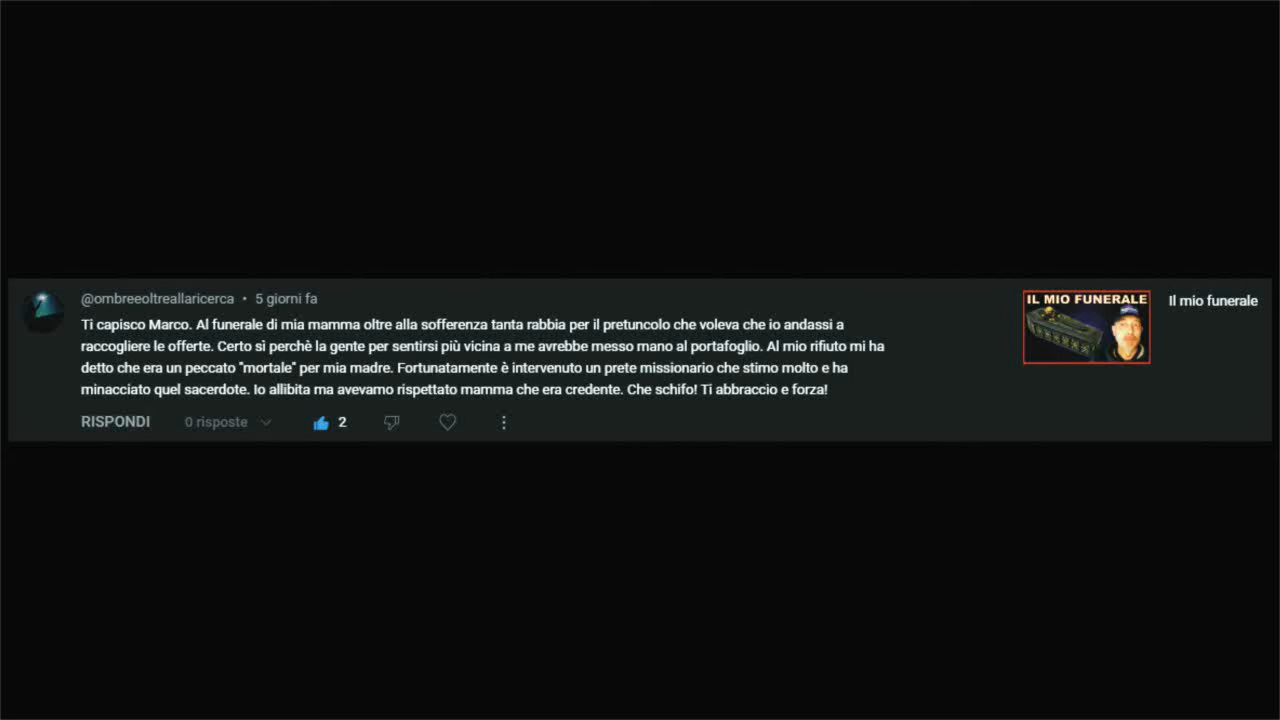 @ombreeoltreallaricerca • 5 giorni fa
Ti capisco Marco. Al funerale di mia mamma oltre alla sofferenza tanta rabbia per il pretuncolo che voleva che io andassi a
raccogliere le offerte. Certo sì perchè la gente per sentirsi più vicina a me avrebbe messo mano al portafoglio. Al mio rifiuto mi ha
detto che era un peccato "mortale" per mia madre. Fortunatamente è intervenuto un prete missionario che stimo molto e ha
minacciato quel sacerdote. Io allibita ma avevamo rispettato mamma che era credente. Che schifo! Ti abbraccio e forza!
RISPONDI 0 risposte 2
IL MIO FUNERALE
Il mio funerale